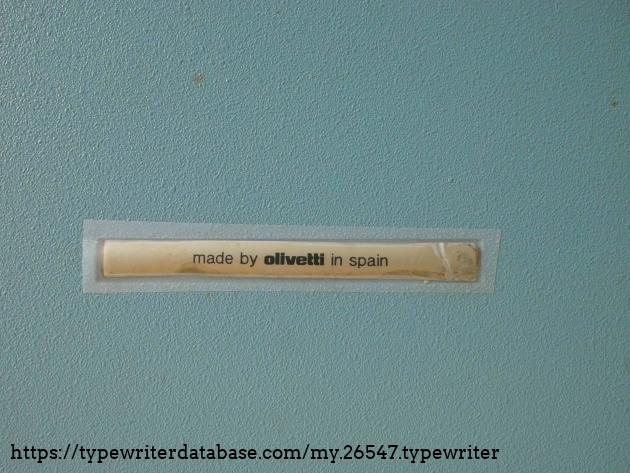 made by olivetti in spain
https://typewriterdatabase.com/my.26547.typewriter